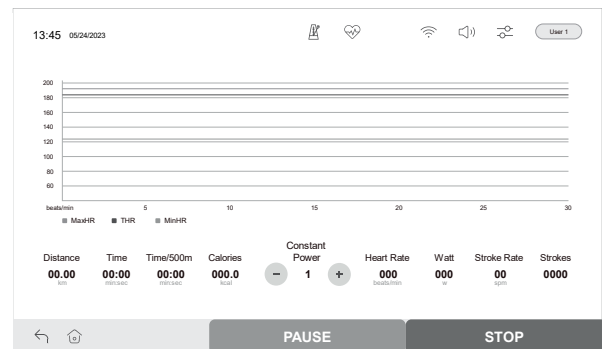 13:45 05/24/2023 User 1
200
180
160
140
120
100
80
60
beats/min 5 10 15 20 25 30
MaxHR THR MinHR
Constant
Distance Time Time/500m Calories Power Heart Rate Watt Stroke Rate Strokes
00.00 00:00 00:00 000.0 − 1 + 000 000 00 0000
km min:sec min:sec kcal beats/min w spm
PAUSE STOP